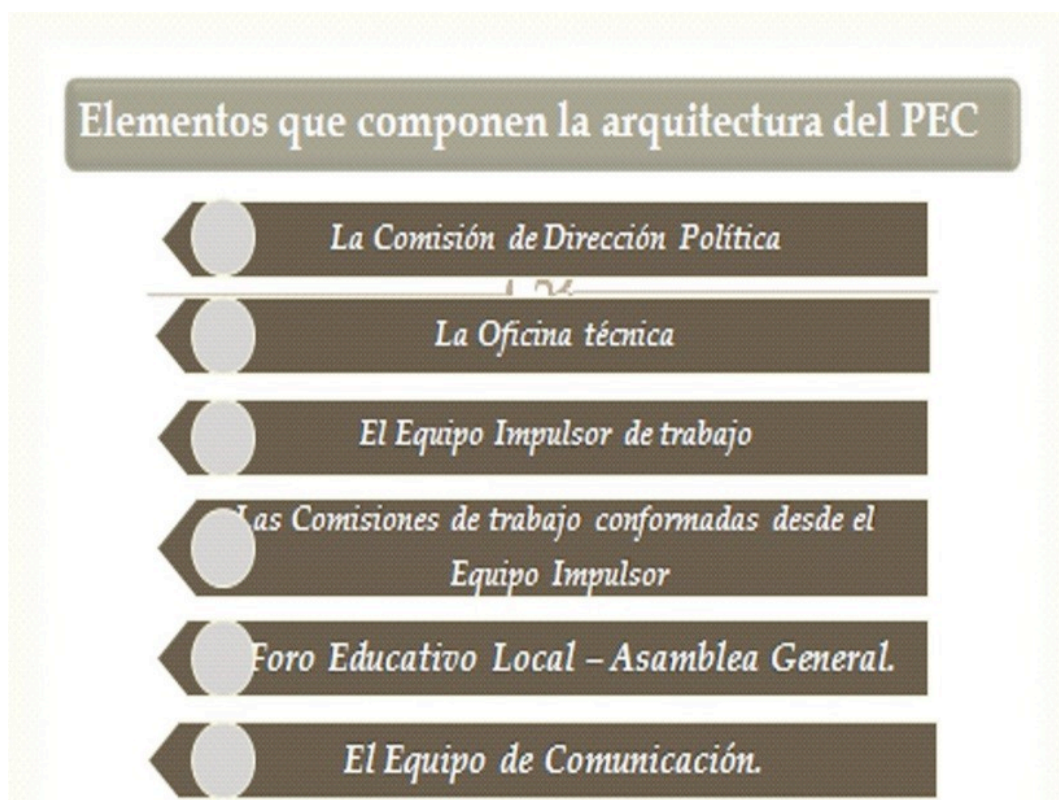 Elementos que componen la arquitectura del PEC
La Comisión de Dirección Política
La Oficina técnica
El Equipo Impulsor de trabajo
Las Comisiones de trabajo conformadas desde el
Equipo Impulsor
Foro Educativo Local – Asamblea General.
El Equipo de Comunicación.